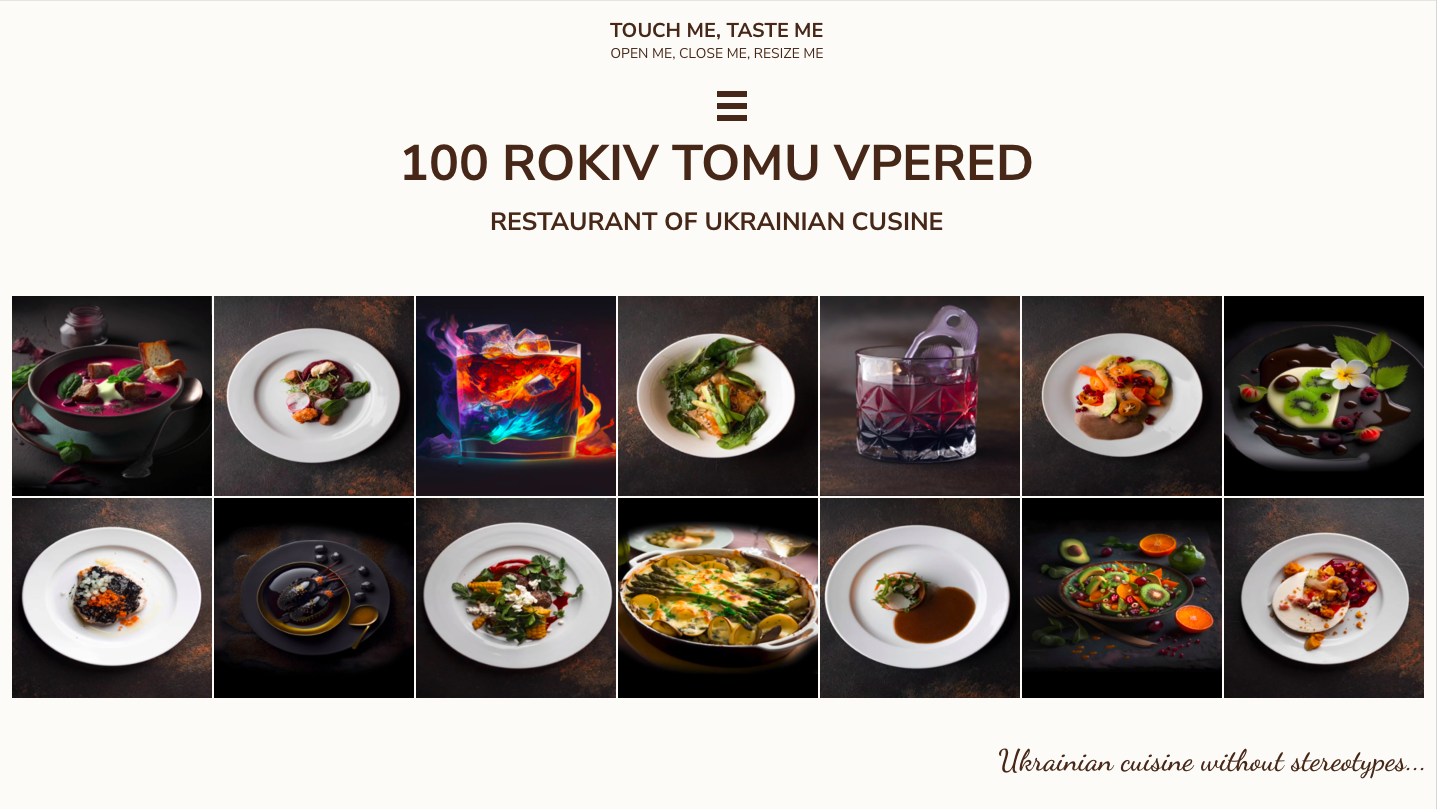 TOUCH ME, TASTE ME
OPEN ME, CLOSE ME, RESIZE ME
100 ROKIV TOMU VPERED
RESTAURANT OF UKRAINIAN CUSINE
Ukrainian cuisine without stereotypes...